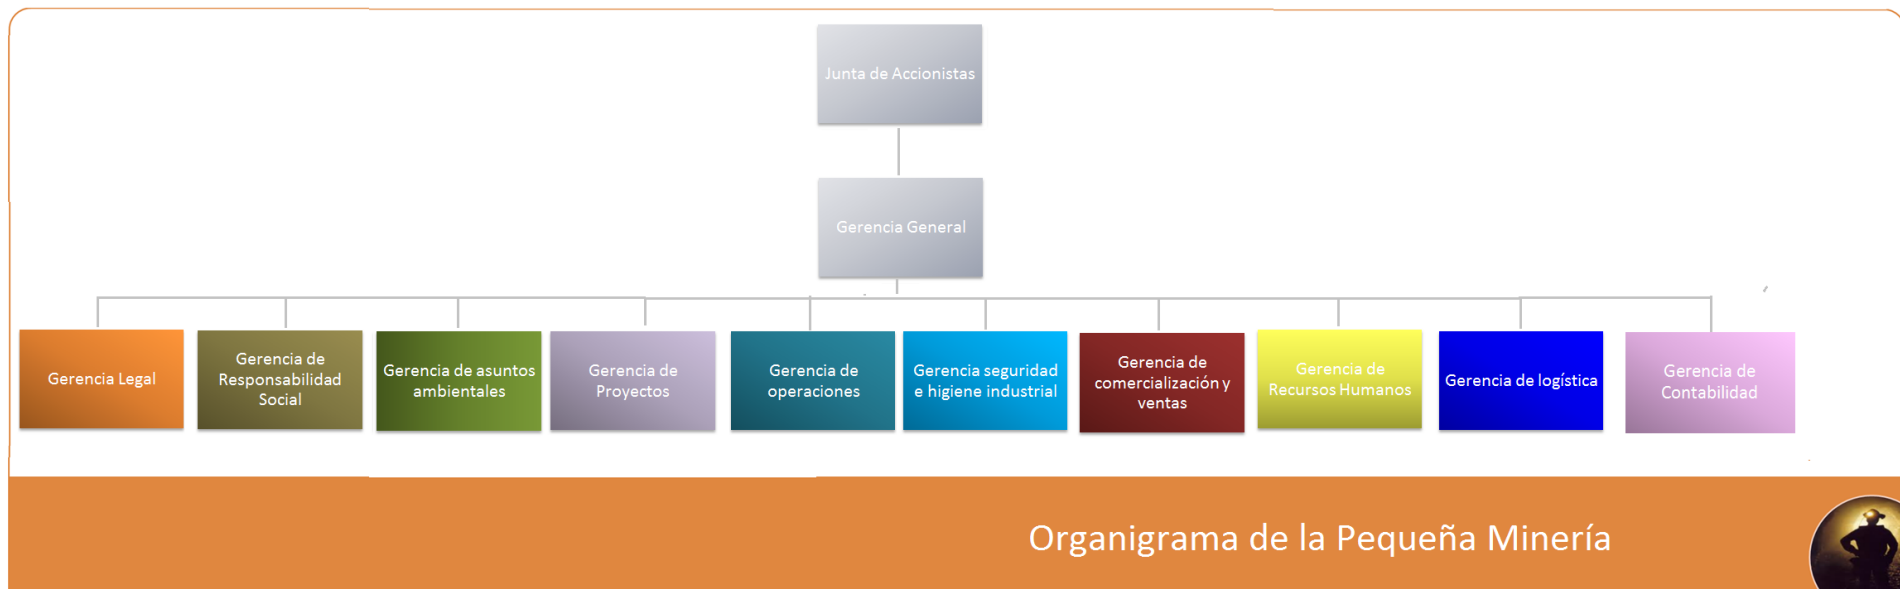 Junta de Accionistas
Gerencia General
Gerencia Legal
Gerencia de
Responsabilidad
Social
Gerencia de asuntos
ambientales
Gerencia de
Proyectos
Gerencia de
operaciones
Gerencia seguridad
e higiene industrial
Gerencia de
comercialización y
ventas
Gerencia de
Recursos Humanos
Gerencia de logística
Gerencia de
Contabilidad
Organigrama de la Pequeña Minería